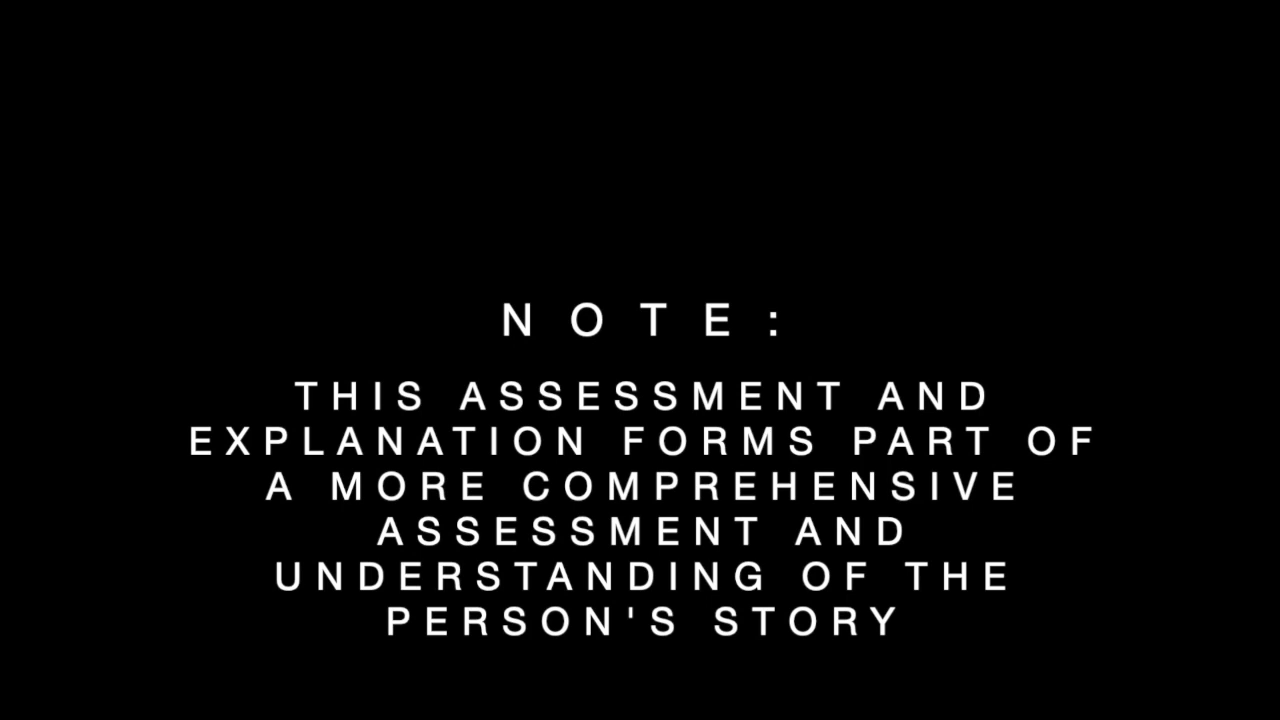 NOTE:
THIS ASSESSMENT AND
EXPLANATION FORMS PART OF
A MORE COMPREHENSIVE
ASSESSMENT AND
UNDERSTANDING OF THE
PERSON'S STORY